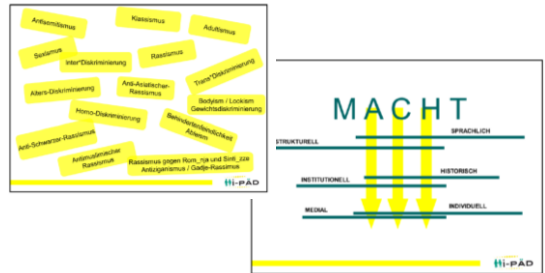 Antisemitismus
Klassismus
Adultismus
Sexismus
Inter*Diskriminierung
Rassismus
Trans*Diskriminierung
Alters-Diskriminierung
Anti-Asiatischer-
Rassismus
Bodyism / Lookism
Gewichtsdiskriminierung
Homo-Diskriminierung
Behindertenfeindlichkeit
Ableism
Anti-Schwarzer-Rassismus
Antimuslimischer
Rassismus
Rassismus gegen Rom_nja und Sinti_zze
Antiziganismus / Gadje-Rassismus
Hi-PÄD
MACHT
SPRACHLICH
STRUKTURELL
HISTORISCH
INSTITUTIONELL
INDIVIDUELL
MEDIAL
Hi-PÄD